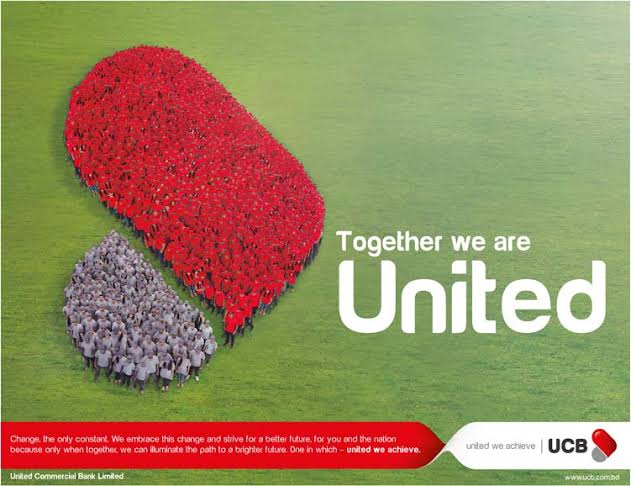 Together we are
United
Change, the only constant. We embrace this change and strive for a better future, for you and the nation
because only when together, we can illuminate the path to a brighter future. One in which – united we achieve.
united we achieve
UCB
United Commercial Bank Limited
www.ucb.com.bd